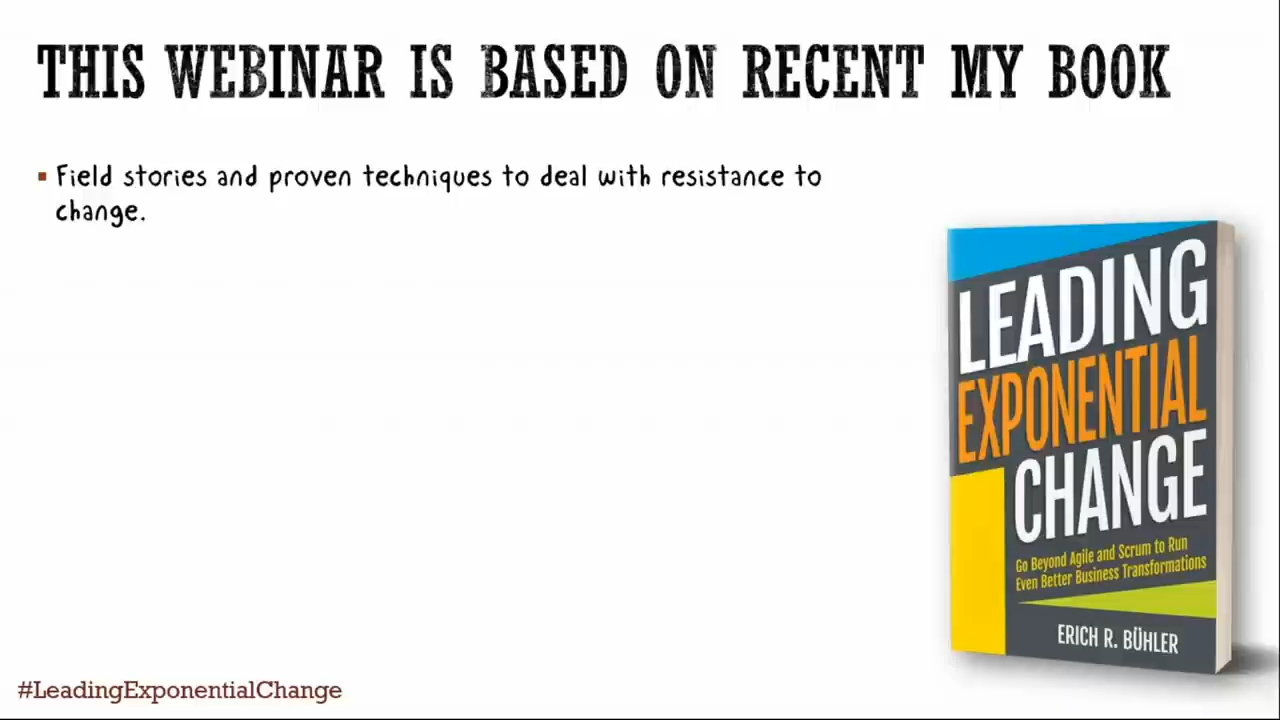 THIS WEBINAR IS BASED ON RECENT MY BOOK
▪ Field stories and proven techniques to deal with resistance to
change.
LEADING
EXPONENTIAL
CHANGE
Go Beyond Agile and Scrum to Run
Even Better Business Transformations
ERICH R. BÜHLER
#LeadingExponentialChange